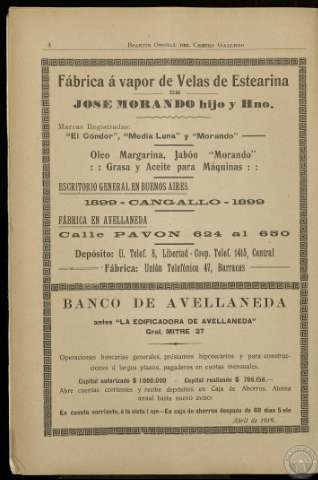 4 BOLETIN OFICIAL DEL CENTRO GALLEGO
Fábrica á vapor de Velas de Estearina
DE
JOSE MORANDO hijo y Hno.
Marcas Registradas:
"El Cóndor", "Media Luna" y "Morando"
Oleo Margarina, Jabón "Morando"
: : Grasa y Aceite para Máquinas : :
ESCRITORIO GENERAL EN BUENOS AIRES
1899 - CANGALLO - 1899
FÁBRICA EN AVELLANEDA
Calle PAVON 624 al 650
Depósito: U. Telef. 8, Libertad - Coop. Telef. 1415, Central
Fábrica: Unión Telefónica 47, Barracas
BANCO DE AVELLANEDA
antes "LA EDIFICADORA DE AVELLANEDA"
Gral. MITRE 27
Operaciones bancarias generales, préstamos hipotecarios y para construc-
ciones á largos plazos, pagaderos en cuotas mensuales.
Capital autorizado $ 1.000.000 - Capital realizado $ 706.150.—
Abre cuentas corrientes y recibe depósitos en Caja de Ahorros. Abona
anual hasta nuevo aviso:
En cuenta corriente, á la vista 1 o/o—En caja de ahorros después de 60 días 5 o/o
Abril de 1919.